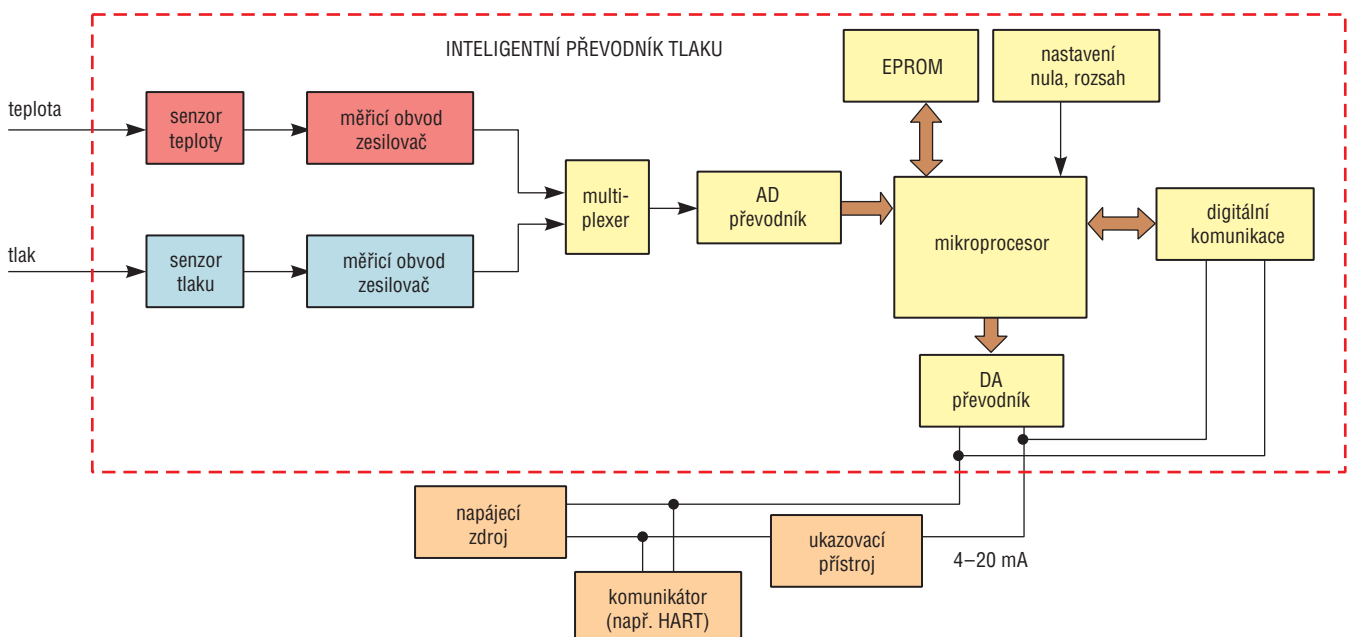 INTELIGENTNÍ PŘEVODNÍK TLAKU
EPROM
nastavení
nula, rozsah
teplota
senzor
teploty
měřicí obvod
zesilovač
multi-
plexer
AD
převodník
mikroprocesor
digitální
komunikace
tlak
senzor
tlaku
měřicí obvod
zesilovač
DA
převodník
napájecí
zdroj
ukazovací
přístroj
4–20 mA
komunikátor
(např. HART)